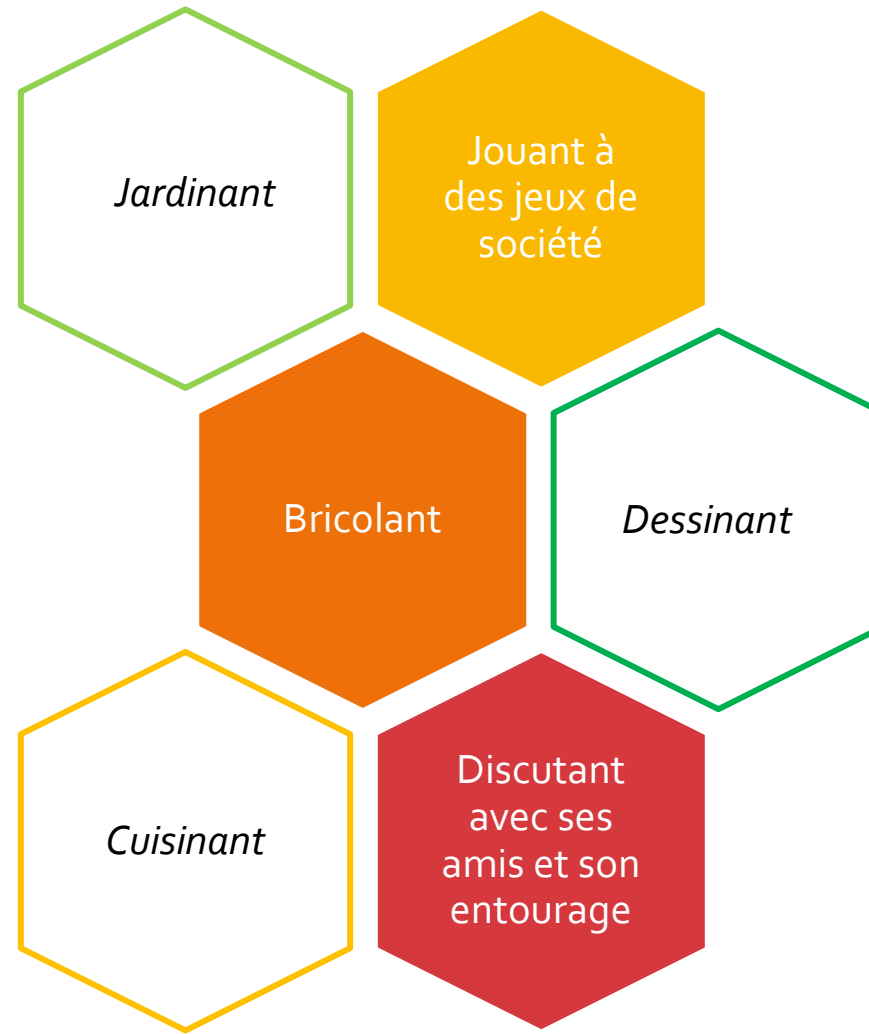 Jardinant
Jouant à
des jeux de
société
Bricolant
Dessinant
Cuisinant
Discutant
avec ses
amis et son
entourage